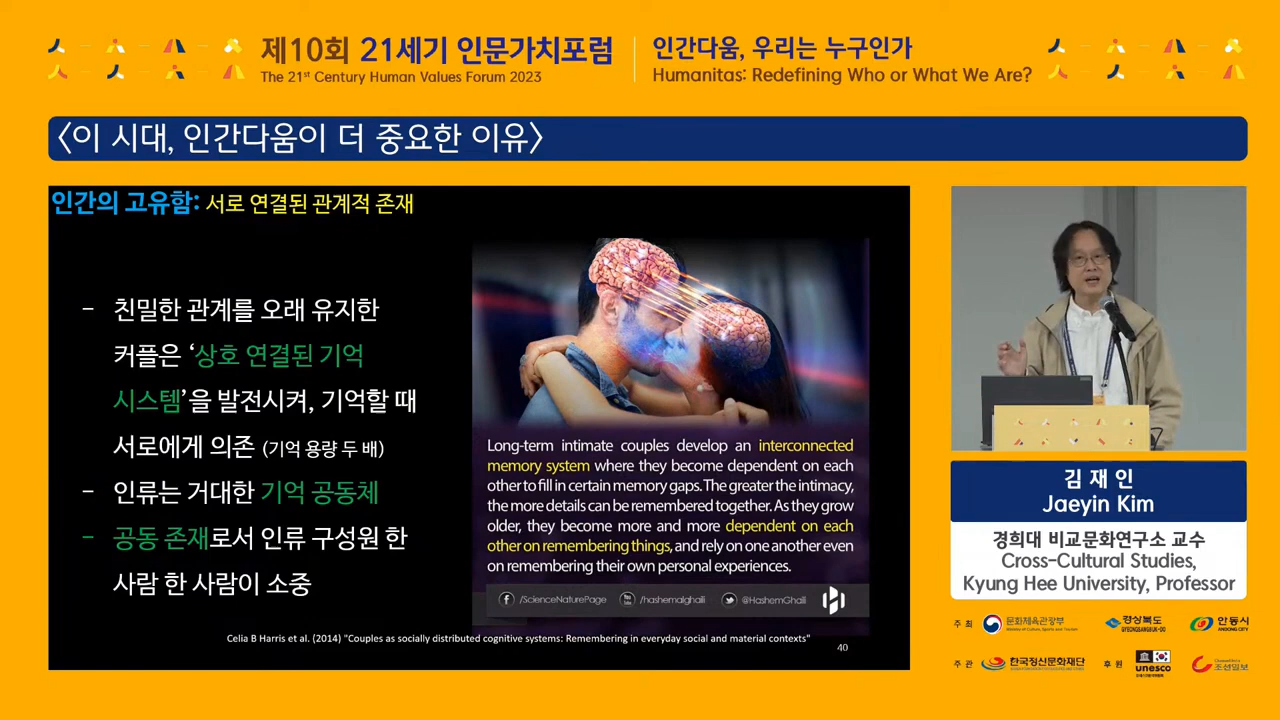 제10회 21세기 인문가치포럼
The 21st Century Human Values Forum 2023
인간다움, 우리는 누구인가
Humanitas: Redefining Who or What We Are?
<이 시대, 인간다움이 더 중요한 이유>
인간의 고유함: 서로 연결된 관계적 존재
- 친밀한 관계를 오래 유지한
커플은 ‘상호 연결된 기억
시스템’을 발전시켜, 기억할 때
서로에게 의존 (기억 용량 두 배)
- 인류는 거대한 기억 공동체
- 공동 존재로서 인류 구성원 한
사람 한 사람이 소중
Long-term intimate couples develop an interconnected
memory system where they become dependent on each
other to fill in certain memory gaps. The greater the intimacy,
the more details can be remembered together. As they grow
older, they become more and more dependent on each
other on remembering things, and rely on one another even
on remembering their own personal experiences.
/ScienceNaturePage
/hashemalghaili
@HashemGhaili
Celia B Harris et al. (2014) "Couples as socially distributed cognitive systems: Remembering in everyday social and material contexts"
40
김 재 인
Jaeyin Kim
경희대 비교문화연구소 교수
Cross-Cultural Studies,
Kyung Hee University, Professor
주 최
문화체육관광부
Ministry of Culture, Sports and Tourism
경상북도
GYEONGSANGBUK-DO
안동시
ANDONG CITY
주 관
한국정신문화재단
후 원
unesco
조선일보